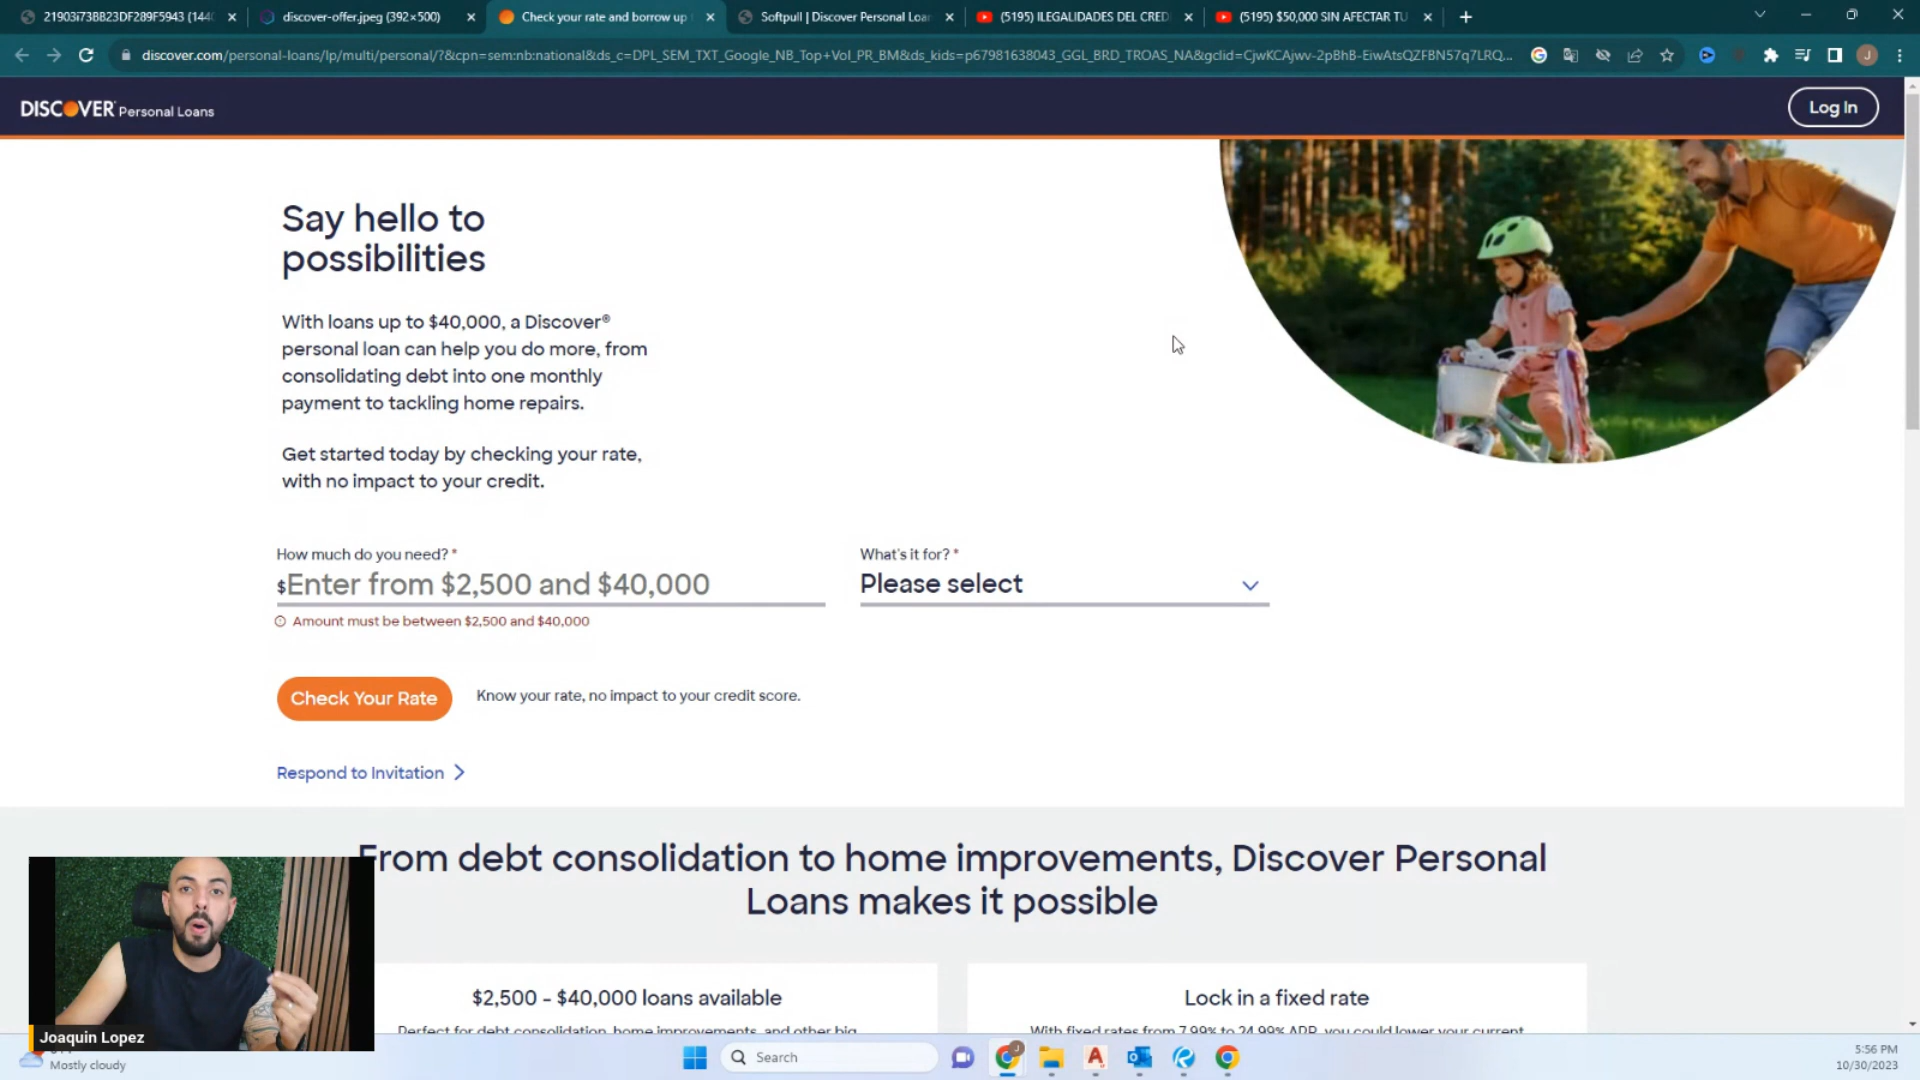 21903i738B23DF289F5943 (144
discover-offer.jpeg (392×500)
Check your rate and borrow up
Softpull | Discover Personal Loan
(5195) ILEGALIDADES DEL CRED
(5195) $50,000 SIN AFECTAR TU
discover.com/personal-loans/lp/multi/personal/?&cpn=sem:nb:national&ds_c=DPL_SEM_TXT_Google_NB_Top+Vol_PR_BM&ds_kids=p67981638043_GGL_BRD_TROAS_NA&gclid=CjwKCAjwv-2pBhB-EiwAtsQZFBN57q7LRQ...
DISCOVER Personal Loans
Log In
Say hello to
possibilities
With loans up to $40,000, a Discover®
personal loan can help you do more, from
consolidating debt into one monthly
payment to tackling home repairs.
Get started today by checking your rate,
with no impact to your credit.
How much do you need? *
What's it for? *
$Enter from $2,500 and $40,000
Please select
Amount must be between $2,500 and $40,000
Check Your Rate
Know your rate, no impact to your credit score.
Respond to Invitation
From debt consolidation to home improvements, Discover Personal
Loans makes it possible
$2,500 - $40,000 loans available
Lock in a fixed rate
Perfect for debt consolidation, home improvements, and other big
With fixed rates from 7.99% to 24.99% APR, you could lower your current
Joaquin Lopez
Mostly cloudy
Search
5:56 PM
10/30/2023